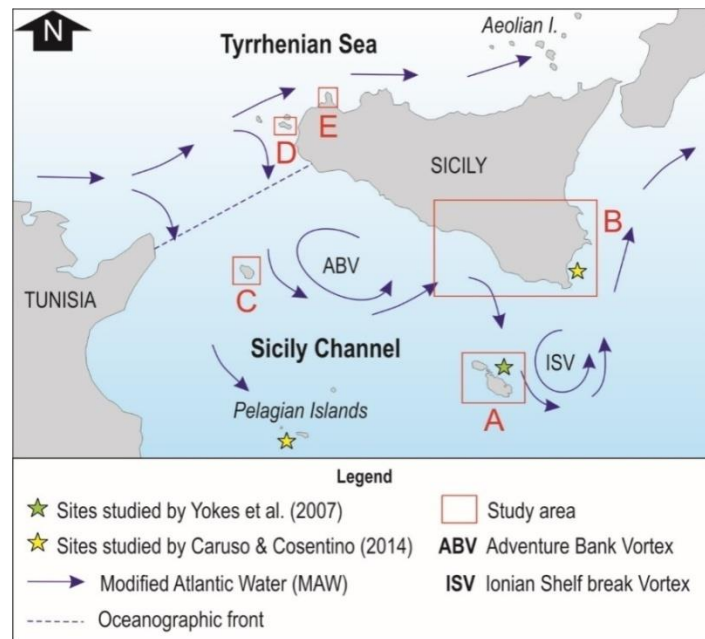 N
Tyrrhenian Sea
Aeolian I.
E
D
SICILY
B
ABV
TUNISIA
C
Sicily Channel
ISV
Pelagian Islands
A
Legend
Sites studied by Yokes et al. (2007)
Study area
Sites studied by Caruso & Cosentino (2014)
ABV Adventure Bank Vortex
Modified Atlantic Water (MAW)
ISV Ionian Shelf break Vortex
Oceanographic front